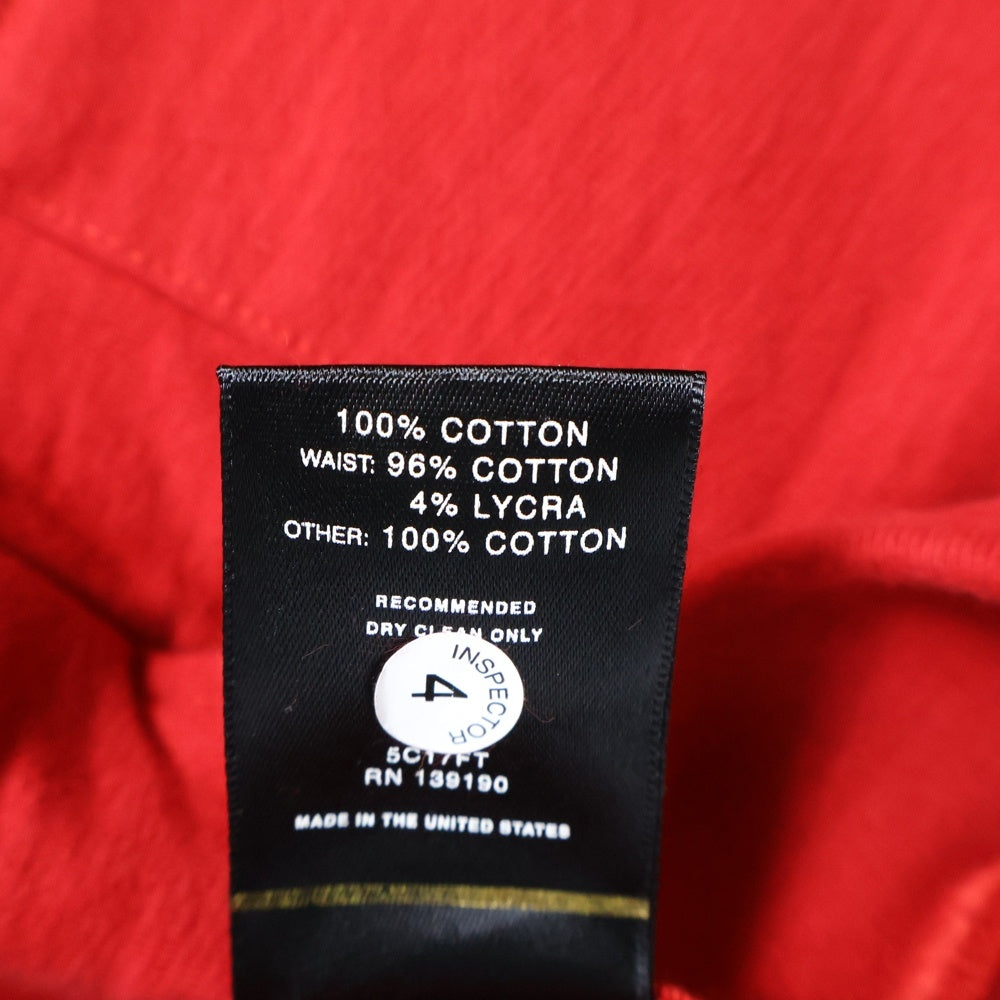 100% COTTON
WAIST: 96% COTTON
4% LYCRA
OTHER: 100% COTTON
RECOMMENDED
DRY CLEAN ONLY
INSPECTOR
4
5C17FT
RN 139190
MADE IN THE UNITED STATES